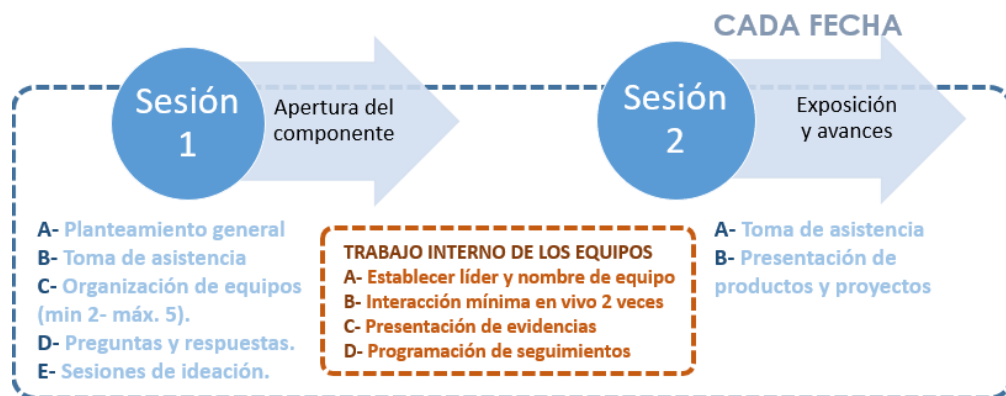 CADA FECHA
Sesión
1
Apertura del
componente
Sesión
2
Exposición
y avances
A- Planteamiento general
B- Toma de asistencia
C- Organización de equipos
(min 2- máx. 5).
D- Preguntas y respuestas.
E- Sesiones de ideación.
TRABAJO INTERNO DE LOS EQUIPOS
A- Establecer líder y nombre de equipo
B- Interacción mínima en vivo 2 veces
C- Presentación de evidencias
D- Programación de seguimientos
A- Toma de asistencia
B- Presentación de
productos y proyectos